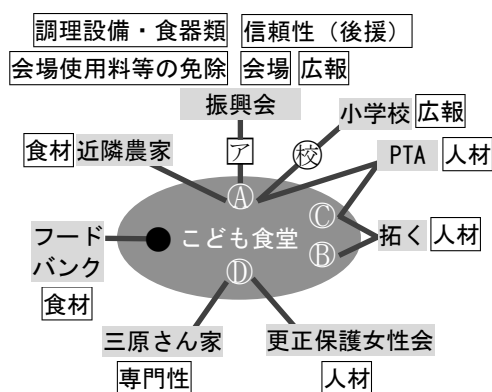 調理設備・食器類 信頼性（後援）
会場使用料等の免除 会場 広報
振興会
小学校 広報
ア
校
食材 近隣農家
PTA 人材
Ⓐ
Ⓒ
こども食堂
フード
バンク
拓く 人材
Ⓑ
Ⓓ
食材
三原さん家
更正保護女性会
専門性
人材